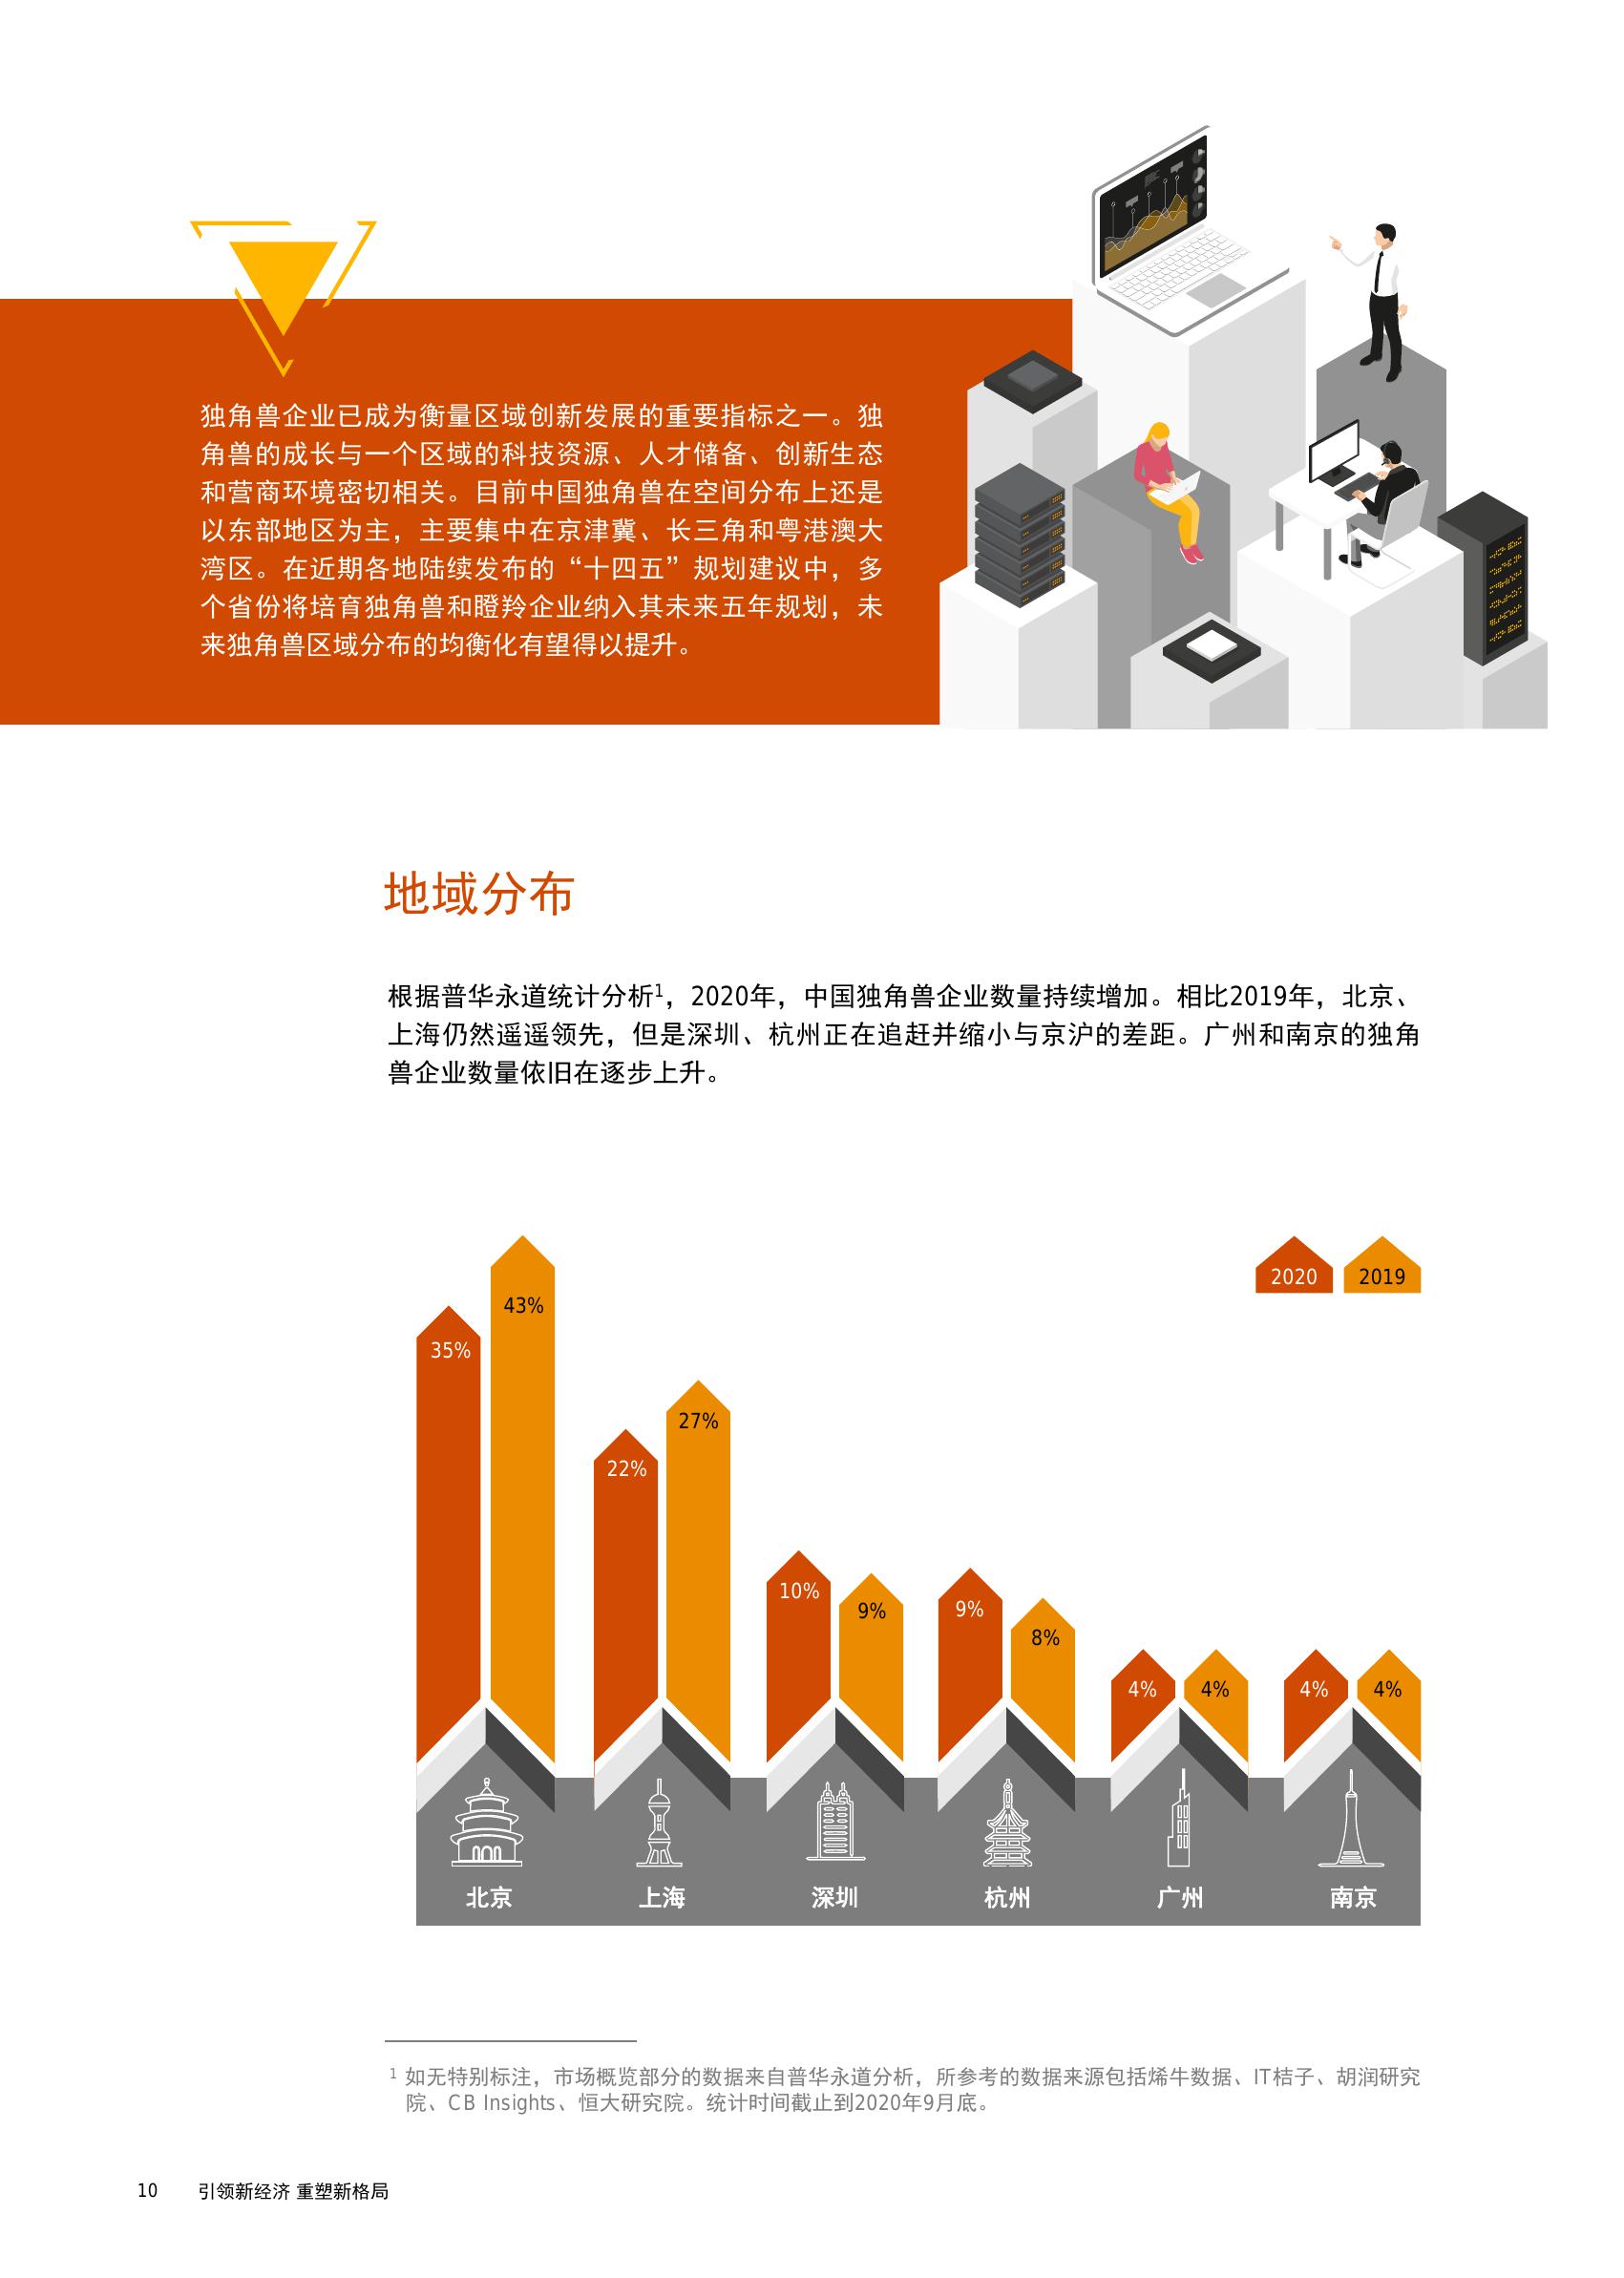 独角兽企业已成为衡量区域创新发展的重要指标之一。独
角兽的成长与一个区域的科技资源、人才储备、创新生态
和营商环境密切相关。目前中国独角兽在空间分布上还是
以东部地区为主，主要集中在京津冀、长三角和粤港澳大
湾区。在近期各地陆续发布的“十四五”规划建议中，多
个省份将培育独角兽和瞪羚企业纳入其未来五年规划，未
来独角兽区域分布的均衡化有望得以提升。
地域分布
根据普华永道统计分析¹，2020年，中国独角兽企业数量持续增加。相比2019年，北京、
上海仍然遥遥领先，但是深圳、杭州正在追赶并缩小与京沪的差距。广州和南京的独角
兽企业数量依旧在逐步上升。
2020 2019
35% 43%
22% 27%
10% 9%
9% 8%
4% 4%
4% 4%
北京 上海 深圳 杭州 广州 南京
¹ 如无特别标注，市场概览部分的数据来自普华永道分析，所参考的数据来源包括烯牛数据、IT桔子、胡润研究
院、CB Insights、恒大研究院。统计时间截止到2020年9月底。
10 引领新经济 重塑新格局